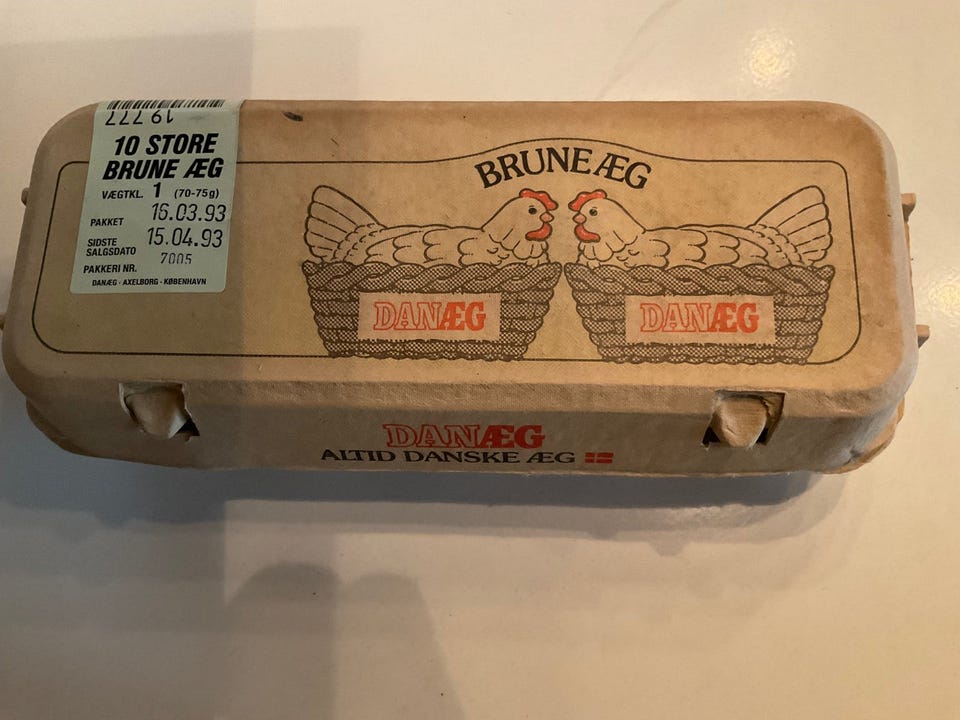 19 777
10 STORE
BRUNE ÆG
VÆGTKL. 1 (70-75g)
PAKKET 16.03.93
SIDSTE
SALGSDATO 15.04.93
PAKKERI NR. 7005
DANÆG - AXELBORG - KØBENHAVN
BRUNE ÆG
DANÆG
DANÆG
DANÆG
ALTID DANSKE ÆG